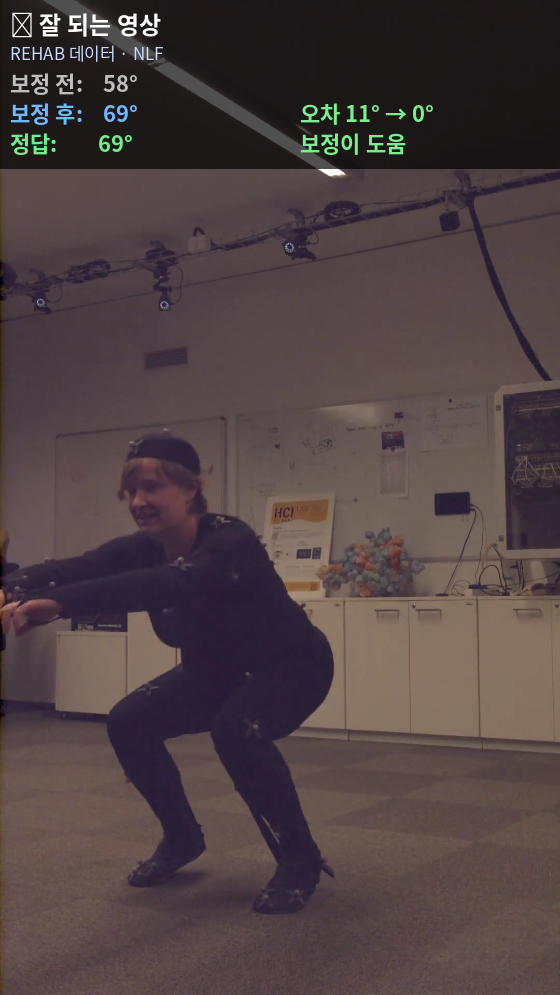 잘 되는 영상
REHAB 데이터 · NLF
보정 전: 58°
보정 후: 69°
오차 11° → 0°
정답: 69°
보정이 도움
HCI